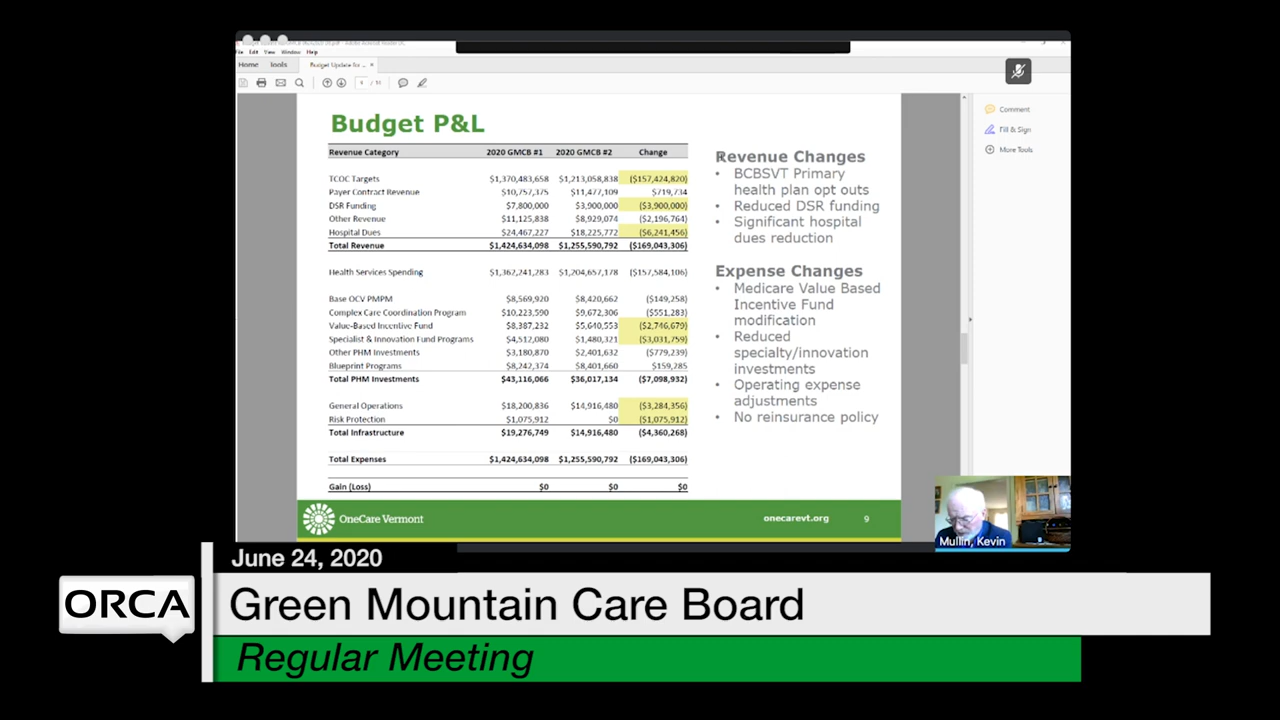 File Edit View Window Help
Home Tools Budget Update for ... ×
9 / 10
Comment
Fill & Sign
More Tools
Budget P&L
Revenue Category 2020 GMCB #1 2020 GMCB #2 Change
TCOC Targets $1,370,483,658 $1,213,058,838 ($157,424,820)
Payer Contract Revenue $10,757,375 $11,477,109 $719,734
DSR Funding $7,800,000 $3,900,000 ($3,900,000)
Other Revenue $11,125,838 $8,929,074 ($2,196,764)
Hospital Dues $24,467,227 $18,225,772 ($6,241,456)
Total Revenue $1,424,634,098 $1,255,590,792 ($169,043,306)
Health Services Spending $1,362,241,283 $1,204,657,178 ($157,584,106)
Base OCV PMPM $8,569,920 $8,420,662 ($149,258)
Complex Care Coordination Program $10,223,590 $9,672,306 ($551,283)
Value-Based Incentive Fund $8,387,232 $5,640,553 ($2,746,679)
Specialist & Innovation Fund Programs $4,512,080 $1,480,321 ($3,031,759)
Other PHM Investments $3,180,870 $2,401,632 ($779,239)
Blueprint Programs $8,242,374 $8,401,660 $159,285
Total PHM Investments $43,116,066 $36,017,134 ($7,098,932)
General Operations $18,200,836 $14,916,480 ($3,284,356)
Risk Protection $1,075,912 $0 ($1,075,912)
Total Infrastructure $19,276,749 $14,916,480 ($4,360,268)
Total Expenses $1,424,634,098 $1,255,590,792 ($169,043,306)
Gain (Loss) $0 $0 $0
Revenue Changes
• BCBSVT Primary
health plan opt outs
• Reduced DSR funding
• Significant hospital
dues reduction
Expense Changes
• Medicare Value Based
Incentive Fund
modification
• Reduced
specialty/innovation
investments
• Operating expense
adjustments
• No reinsurance policy
OneCare Vermont onecarevt.org 9
Mullin, Kevin
June 24, 2020
ORCA
Green Mountain Care Board
Regular Meeting